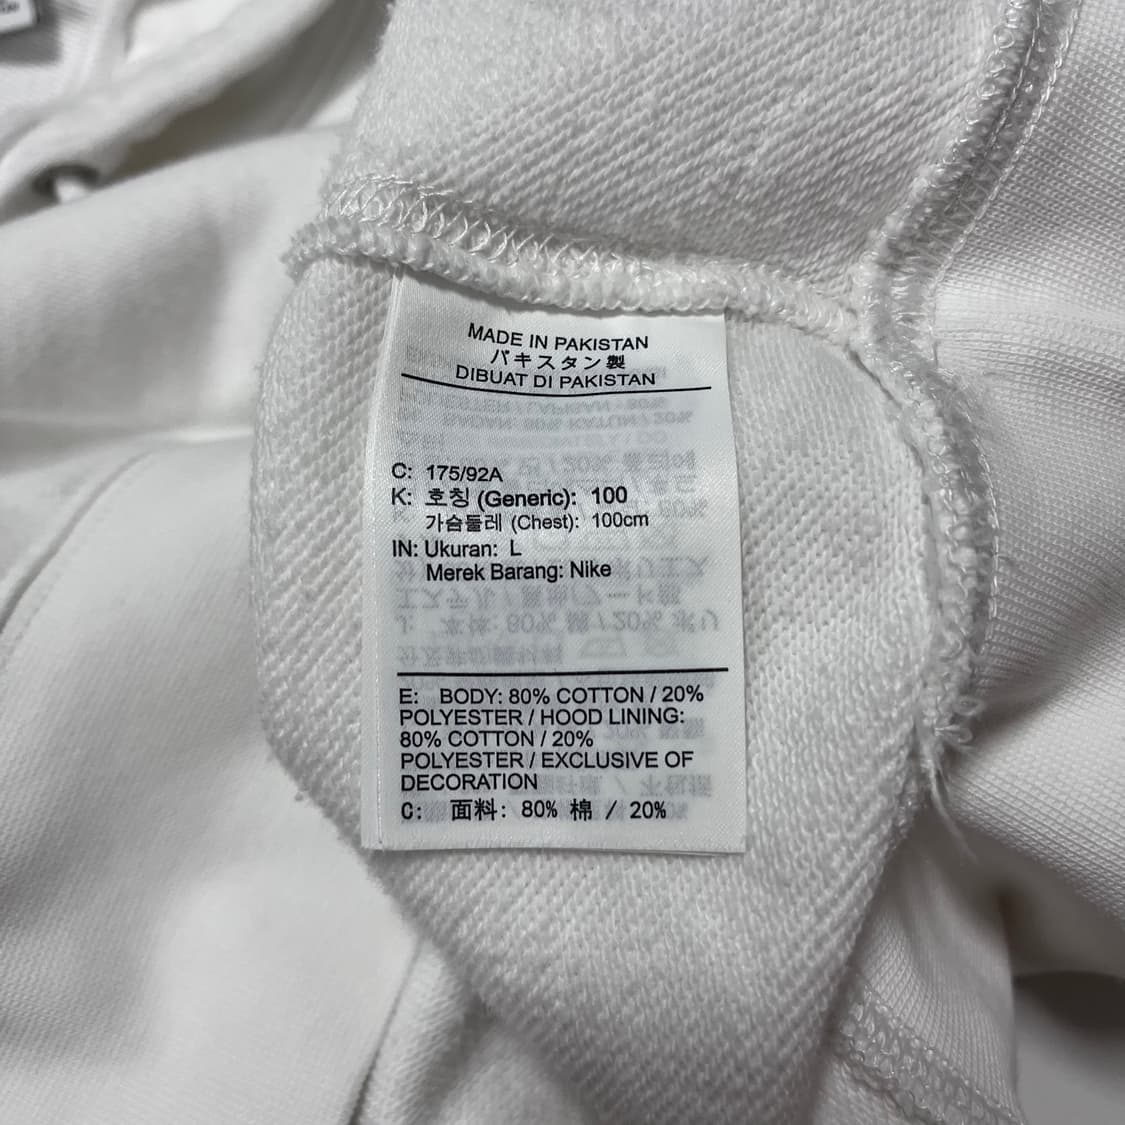 MADE IN PAKISTAN
パキスタン製
DIBUAT DI PAKISTAN
C: 175/92A
K: 호칭 (Generic): 100
가슴둘레 (Chest): 100cm
IN: Ukuran: L
Merek Barang: Nike
E: BODY: 80% COTTON / 20%
POLYESTER / HOOD LINING:
80% COTTON / 20%
POLYESTER / EXCLUSIVE OF
DECORATION
C: 面料: 80% 棉 / 20%